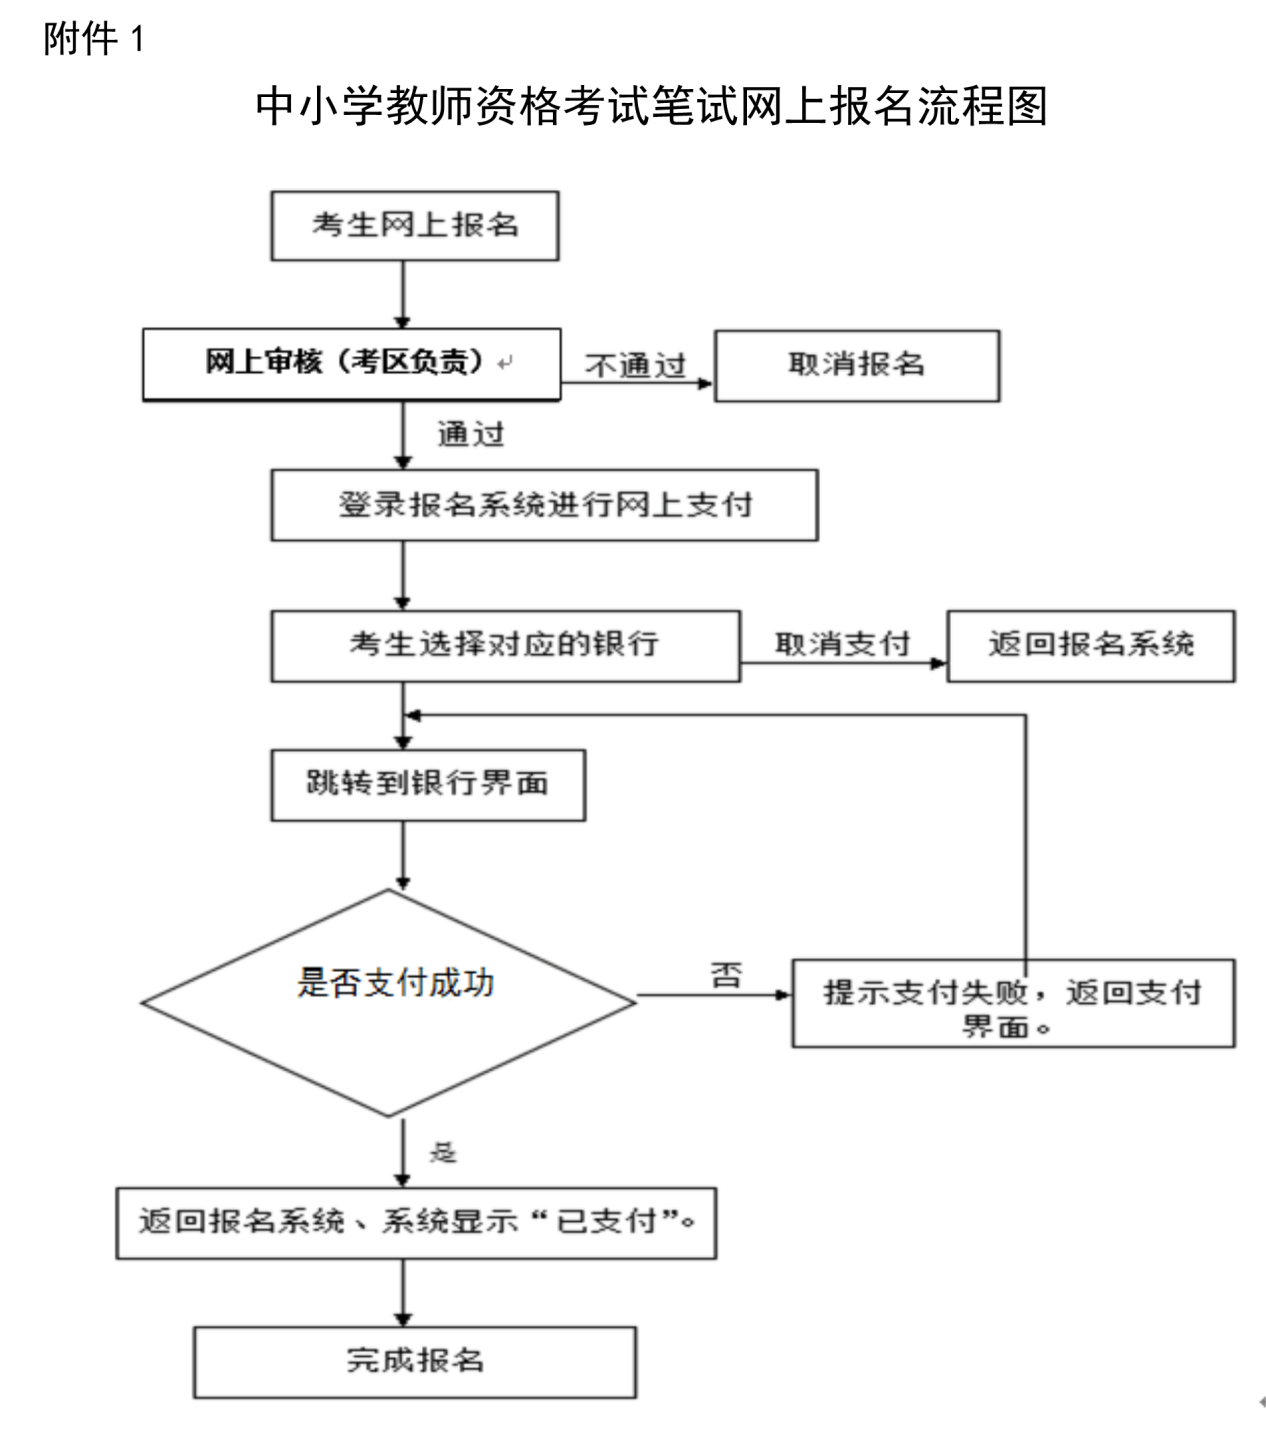 附件 1
中小学教师资格考试笔试网上报名流程图
考生网上报名
网上审核（考区负责）
不通过
取消报名
通过
登录报名系统进行网上支付
考生选择对应的银行
取消支付
返回报名系统
跳转到银行界面
是否支付成功
否
提示支付失败，返回支付
界面。
是
返回报名系统、系统显示“已支付”。
完成报名